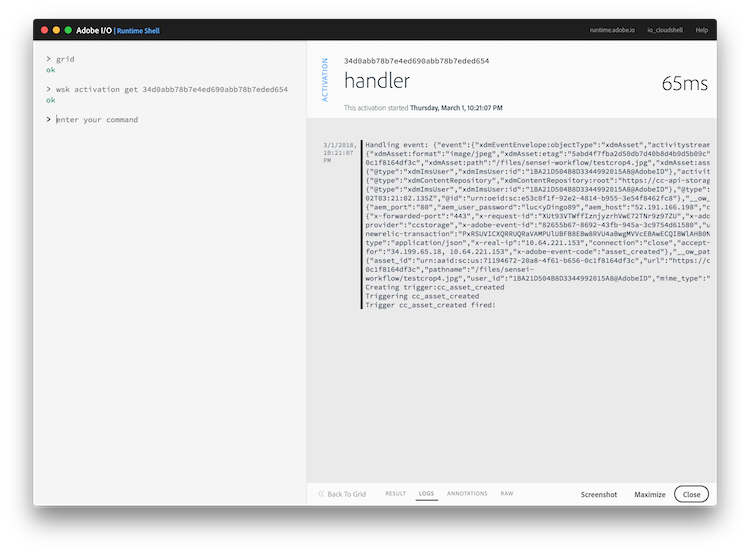 Adobe I/O | Runtime Shell
runtime.adobe.io io_cloudshell Help
> grid
ok
> wsk activation get 34d0abb78b7e4ed690abb78b7eded654
ok
> enter your command
ACTIVATION
34d0abb78b7e4ed690abb78b7eded654
handler
65ms
This activation started Thursday, March 1, 10:21:07 PM
3/1/2018, 10:21:07 PM
Handling event: {"event":{"xdmEventEnvelope:objectType":"xdmAsset","activitystream
{"xdmAsset:format":"image/jpeg","xdmAsset:etag":"5abd4f7fba2d50db7d40b8d4b9d5b09c"
0c1f8164df3c","xdmAsset:path":"/files/sensei-workflow/testcrop4.jpg","xdmAsset:ass
{"@type":"xdmImsUser","xdmImsUser:id":"1BA21D504B8D3344992015A8@AdobeID"},"activit
{"@type":"xdmContentRepository","xdmContentRepository:root":"https://cc-api-storag
{"@type":"xdmImsUser","xdmImsUser:id":"1BA21D504B8D3344992015A8@AdobeID"},"@type":
02T03:21:02.135Z","@id":"urn:oeid:sc:e53c0f1f-92e2-4814-b955-3e54f8462fc8"},"__ow_
{"aem_port":"80","aem_user_password":"luc<yDingo89","aem_host":"52.191.166.198","c
{"x-forwarded-port":"443","x-request-id":"XUt93VTWffIznjyzrhVwE72TNr9z97ZU","x-adc
provider":"ccstorage","x-adobe-event-id":"82655b67-8692-43fb-945a-3c9754d61580","u
newrelic-transaction":"PxRSUVICXQRRUQRaVAMPUlUBFB8EBw8RVU4aBwgMVVcEBAwECQIBWlAHB0N
type":"application/json","x-real-ip":"10.64.221.153","connection":"close","accept-
for":"34.199.65.18, 10.64.221.153","x-adobe-event-code":"asset_created"},"__ow_pat
{"asset_id":"urn:aaid:sc:us:71194672-20a8-4f61-b656-0c1f8164df3c","url":"https://c
0c1f8164df3c","pathname":"/files/sensei-
workflow/testcrop4.jpg","user_id":"1BA21D504B8D3344992015A8@AdobeID","mime_type":"
Creating trigger:cc_asset_created
Triggering cc_asset_created
Trigger cc_asset_created fired!
Back To Grid RESULT LOGS ANNOTATIONS RAW Screenshot Maximize Close